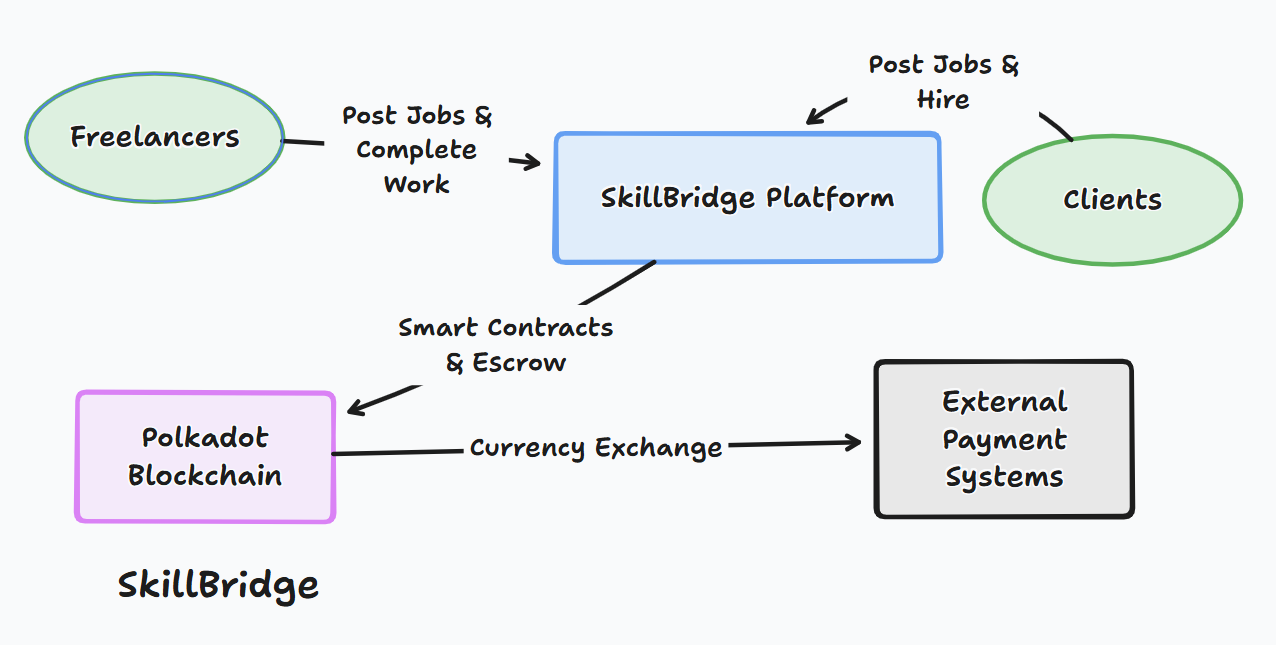 Post Jobs &
Hire
Freelancers
Post Jobs &
Complete
Work
SkillBridge Platform
Clients
Smart Contracts
& Escrow
External
Payment
Systems
Polkadot
Blockchain
Currency Exchange
SkillBridge